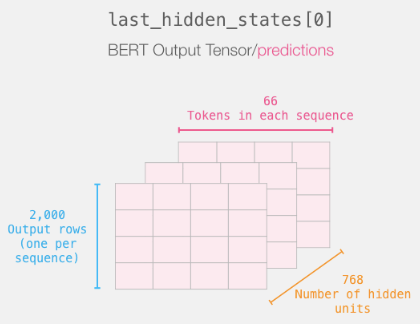 last_hidden_states[0]
BERT Output Tensor/predictions
66
Tokens in each sequence
2,000
Output rows
(one per
sequence)
768
Number of hidden
units